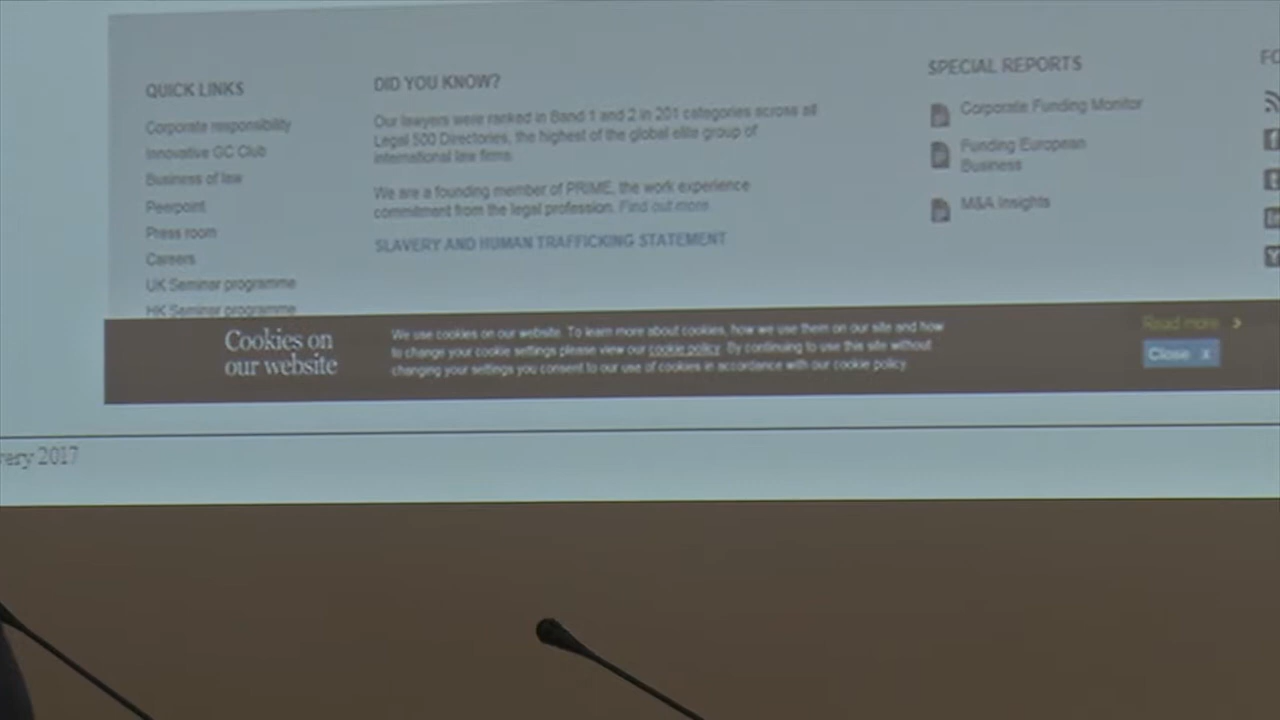 QUICK LINKS
Corporate responsibility
Innovative GC Club
Business of law
Peerpoint
Press room
Careers
UK Seminar programme
HK Seminar programme
DID YOU KNOW?
Our lawyers were ranked in Band 1 and 2 in 201 categories across all
Legal 500 Directories, the highest of the global elite group of
international law firms.
We are a founding member of PRIME, the work experience
commitment from the legal profession. Find out more
SLAVERY AND HUMAN TRAFFICKING STATEMENT
SPECIAL REPORTS
Corporate Funding Monitor
Funding European
Business
M&A Insights
FO
Cookies on
our website
We use cookies on our website. To learn more about cookies, how we use them on our site and how
to change your cookie settings please view our cookie policy. By continuing to use this site without
changing your settings you consent to our use of cookies in accordance with our cookie policy.
Read more >
Close x
very 2017